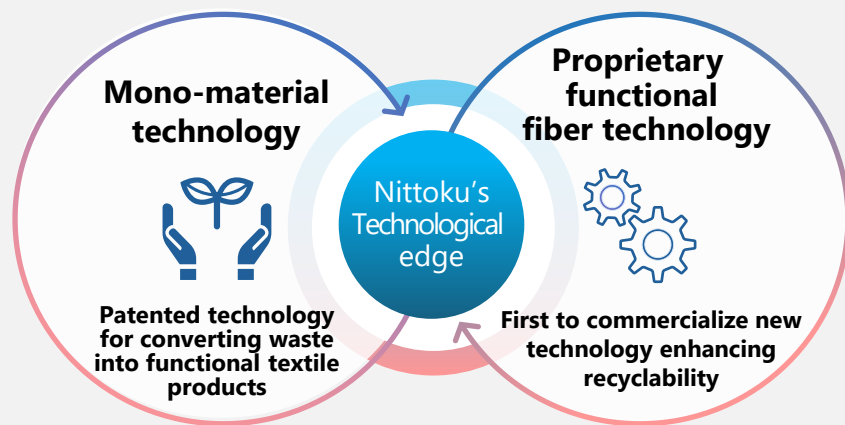 Mono-material
technology
Patented technology
for converting waste
into functional textile
products
Nittoku's
Technological
edge
Proprietary
functional
fiber technology
First to commercialize new
technology enhancing
recyclability